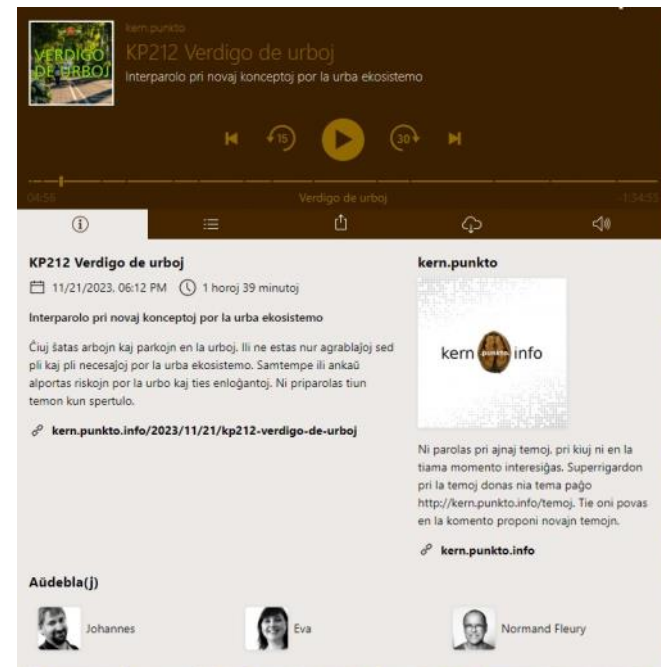 VERDIGO
DE URBOJ
kern.punkto
KP212 Verdigo de urboj
Interparolo pri novaj konceptoj por la urba ekosistemo
15
30
04:56
Verdigo de urboj
-1:34:55
KP212 Verdigo de urboj
11/21/2023, 06:12 PM
1 horoj 39 minutoj
Interparolo pri novaj konceptoj por la urba ekosistemo
Ĉiuj ŝatas arbojn kaj parkojn en la urboj. Ili ne estas nur agrablaĵoj sed
pli kaj pli necesaĵoj por la urba ekosistemo. Samtempe ili ankaŭ
alportas riskojn por la urbo kaj ties enloĝantoj. Ni priparolas tiun
temon kun spertulo.
kern.punkto.info/2023/11/21/kp212-verdigo-de-urboj
kern.punkto
kern punkto. info
Ni parolas pri ajnaj temoj, pri kiuj ni en la
tiama momento interesiĝas. Superrigardon
pri la temoj donas nia tema paĝo
http://kern.punkto.info/temoj. Tie oni povas
en la komento proponi novajn temojn.
kern.punkto.info
Aŭdebla(j)
Johannes
Eva
Normand Fleury